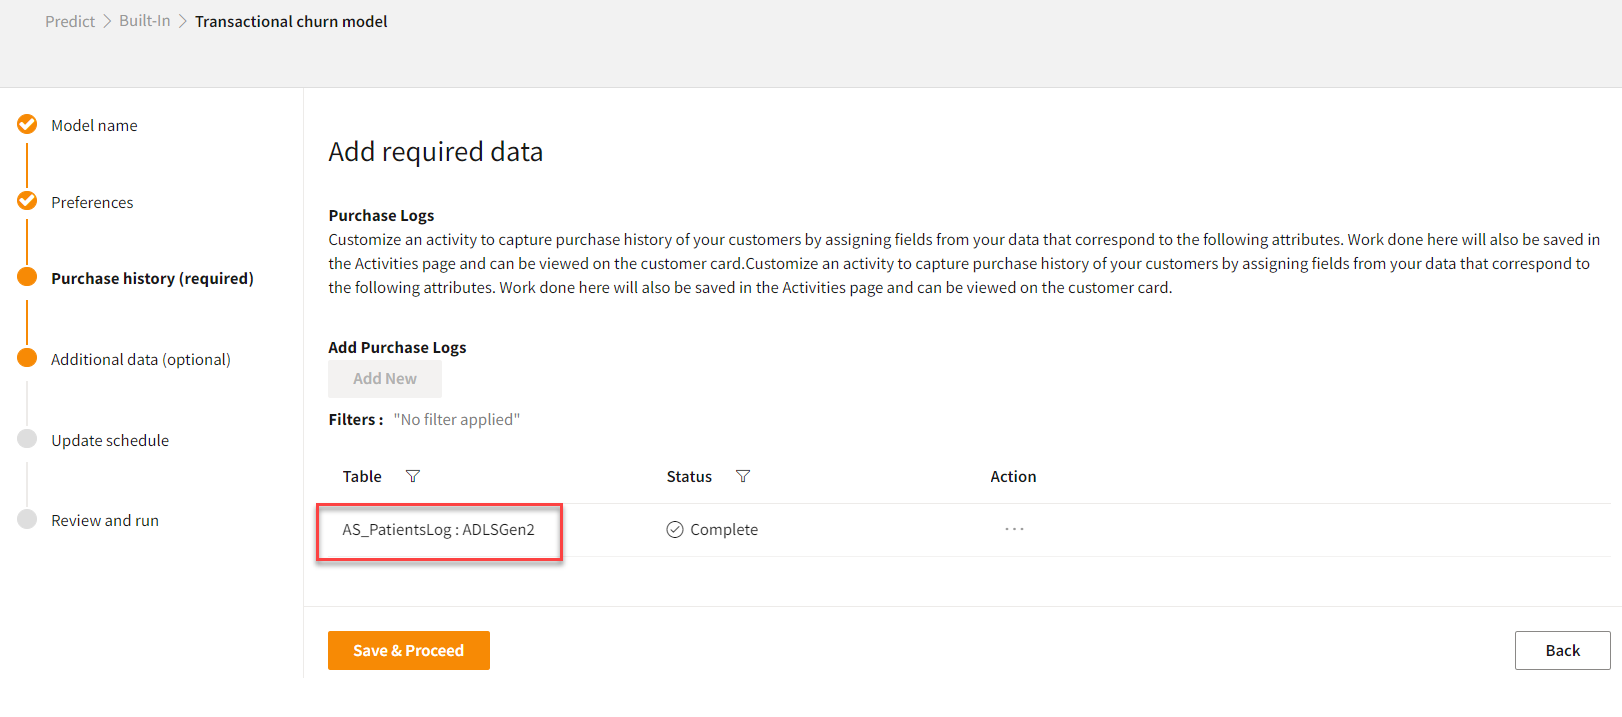 Predict > Built-In > Transactional churn model
Model name
Preferences
Purchase history (required)
Additional data (optional)
Update schedule
Review and run
Add required data
Purchase Logs
Customize an activity to capture purchase history of your customers by assigning fields from your data that correspond to the following attributes. Work done here will also be saved in
the Activities page and can be viewed on the customer card.Customize an activity to capture purchase history of your customers by assigning fields from your data that correspond to
the following attributes. Work done here will also be saved in the Activities page and can be viewed on the customer card.
Add Purchase Logs
Add New
Filters : "No filter applied"
Table Status Action
AS_PatientsLog : ADLSGen2 Complete ...
Save & Proceed Back